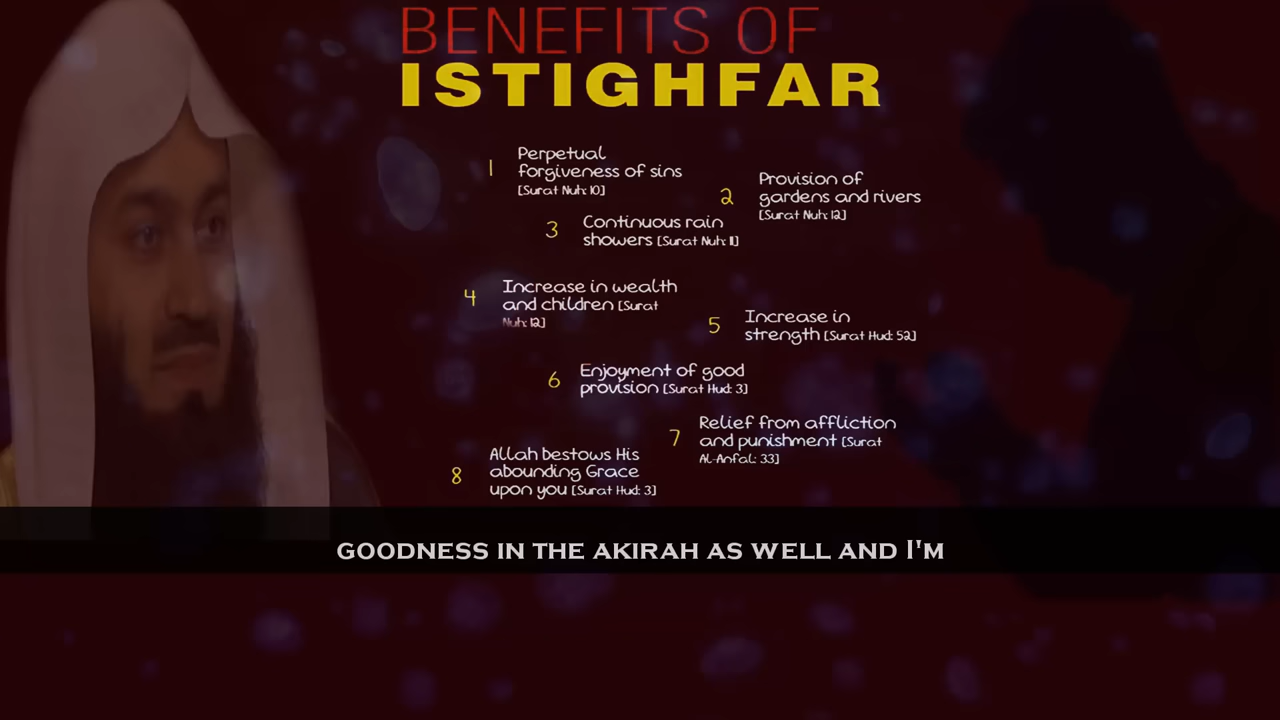 BENEFITS OF
ISTIGHFAR
1 Perpetual
forgiveness of sins
[Surat Nuh: 10]
2 Provision of
gardens and rivers
[Surat Nuh: 12]
3 Continuous rain
showers [Surat Nuh: 11]
4 Increase in wealth
and children [Surat
Nuh: 12]
5 Increase in
strength [Surat Hud: 52]
6 Enjoyment of good
provision [Surat Hud: 3]
7 Relief from affliction
and punishment [Surat
Al-Anfal: 33]
8 Allah bestows His
abounding Grace
upon you [Surat Hud: 3]
GOODNESS IN THE AKIRAH AS WELL AND I'M